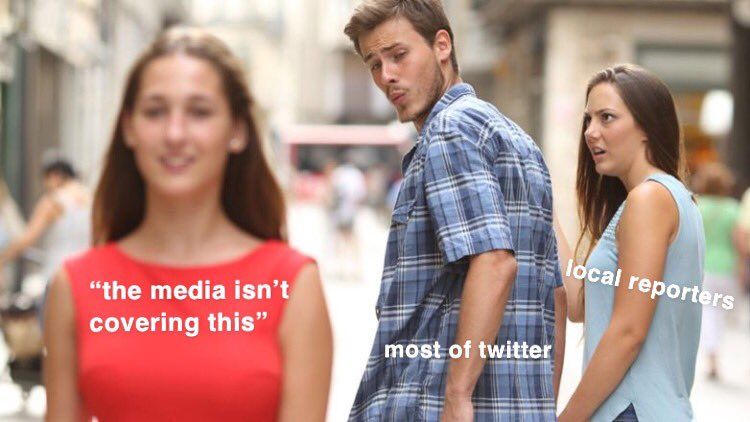 “the media isn’t
covering this”
most of twitter
local reporters